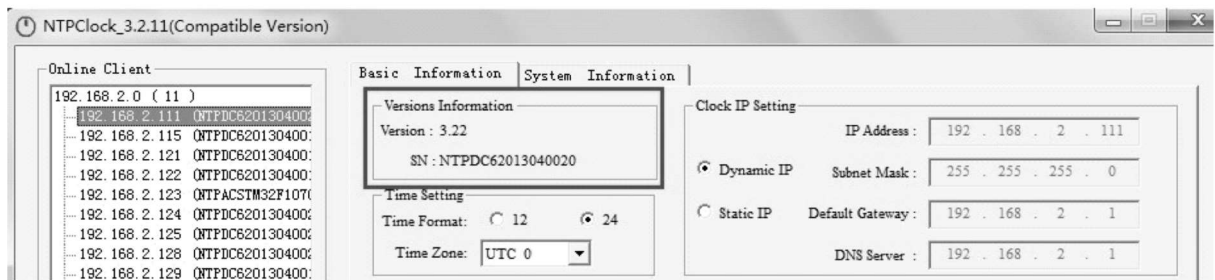 NTPClock_3.2.11(Compatible Version)
Online Client
192.168.2.0 ( 11 )
192.168.2.111 (NTPDC6201304002
192.168.2.115 (NTPDC6201304001
192.168.2.121 (NTPDC620130400:
192.168.2.122 (NTPDC620130400:
192.168.2.123 (NTPACSTM32F107(
192.168.2.124 (NTPDC6201304002
192.168.2.125 (NTPDC6201304002
192.168.2.128 (NTPDC6201304002
192.168.2.129 (NTPDC620130400:
Basic Information
System Information
Versions Information
Version : 3.22
SN : NTPDC62013040020
Time Setting
Time Format: 12 24
Time Zone: UTC 0
Clock IP Setting
IP Address : 192 . 168 . 2 . 111
Dynamic IP
Subnet Mask : 255 . 255 . 255 . 0
Static IP
Default Gateway : 192 . 168 . 2 . 1
DNS Server : 192 . 168 . 2 . 1